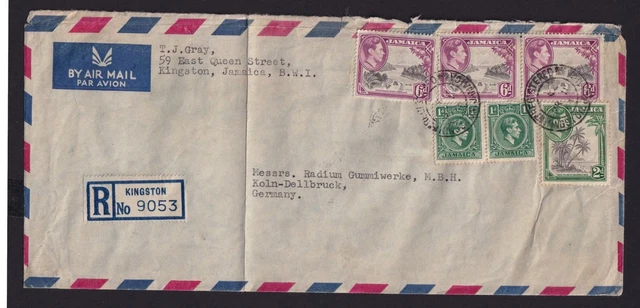 BY AIR MAIL
PAR AVION
T.J.Gray,
59 East Queen Street,
Kingston, Jamaica, B.W.I.
JAMAICA
6d
JAMAICA
6d
JAMAICA
6d
1d
JAMAICA
1d
JAMAICA
JAMAICA
2d
Messrs. Radium Gummiwerke, M.B.H.
Koln-Dellbruck,
Germany.
R
KINGSTON
No 9053